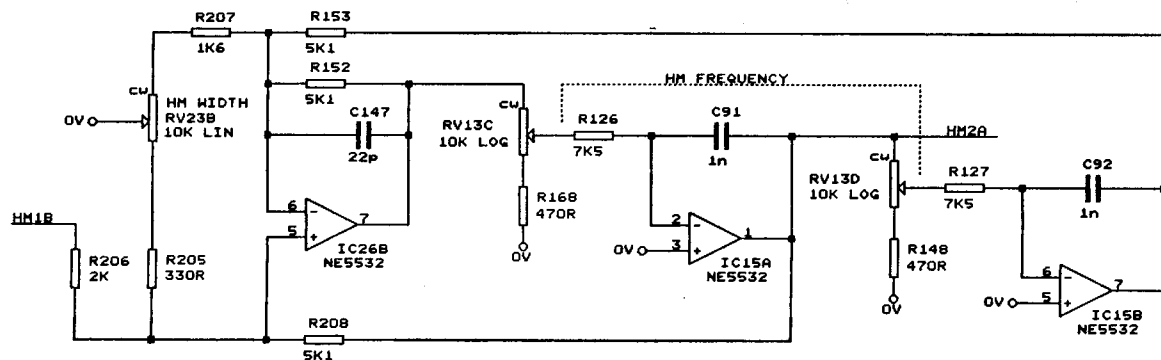 R207
1K6
R153
5K1
R152
5K1
C147
22p
cw
HM WIDTH
RV23B
10K LIN
0V
HM FREQUENCY
cw
RV13C
10K LOG
R126
7K5
C91
1n
HM2A
cw
RV13D
10K LOG
R127
7K5
C92
1n
R168
470R
0V
6
-
7
5
+
IC26B
NE5532
2
-
1
0V
3
+
IC15A
NE5532
R148
470R
0V
6
-
7
0V
5
+
IC15B
NE5532
HM1B
R206
2K
R205
330R
R208
5K1